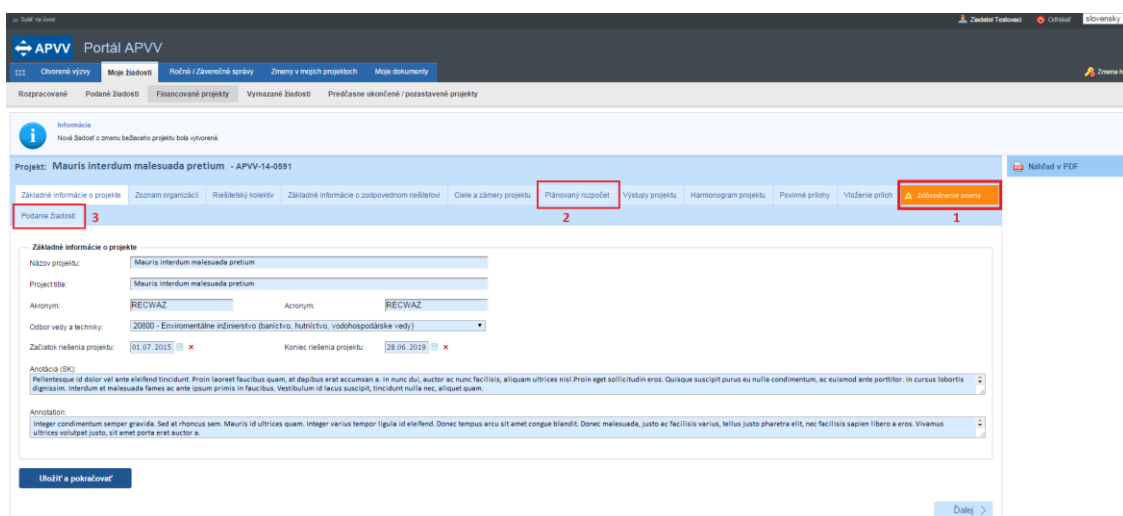 Späť na úvod Žiadateľ Testovací Odhlásiť slovensky
APVV Portál APVV
Otvorené výzvy Moje žiadosti Ročné / Záverečné správy Zmeny v mojich projektoch Moje dokumenty Zmena h
Rozpracované Podané žiadosti Financované projekty Vymazané žiadosti Predčasne ukončené / pozastavené projekty
Informácia
Nová žiadosť o zmenu bežiaceho projektu bola vytvorená.
Projekt: Mauris interdum malesuada pretium - APVV-14-0591 Náhľad v PDF
Základné informácie o projekte Zoznam organizácií Riešiteľský kolektív Základné informácie o zodpovednom riešiteľovi Ciele a zámery projektu Plánovaný rozpočet Výstupy projektu Harmonogram projektu Povinné prílohy Vloženie príloh Zdôvodnenie zmeny
Podanie žiadosti 3 2 1
Základné informácie o projekte
Názov projektu: Mauris interdum malesuada pretium
Project title: Mauris interdum malesuada pretium
Akronym: RECWAZ Acronym: RECWAZ
Odbor vedy a techniky: 20800 - Enviromentálne inžinierstvo (baníctvo, hutníctvo, vodohospodárske vedy)
Začiatok riešenia projektu: 01.07.2015 Koniec riešenia projektu: 28.06.2019
Anotácia (SK):
Pellentesque id dolor vel ante eleifend tincidunt. Proin laoreet faucibus quam, at dapibus erat accumsan a. In nunc dui, auctor ac nunc facilisis, aliquam ultrices nisl.Proin eget sollicitudin eros. Quisque suscipit purus eu nulla condimentum, ac euismod ante porttitor. In cursus lobortis
dignissim. Interdum et malesuada fames ac ante ipsum primis in faucibus. Vestibulum id lacus suscipit, tincidunt nulla nec, aliquet quam.
Annotation:
Integer condimentum semper gravida. Sed at rhoncus sem. Mauris id ultrices quam. Integer varius tempor ligula id eleifend. Donec tempus arcu sit amet congue blandit. Donec malesuada, justo ac facilisis varius, tellus justo pharetra elit, nec facilisis sapien libero a eros. Vivamus
ultrices volutpat justo, sit amet porta erat auctor a.
Uložiť a pokračovať
Ďalej